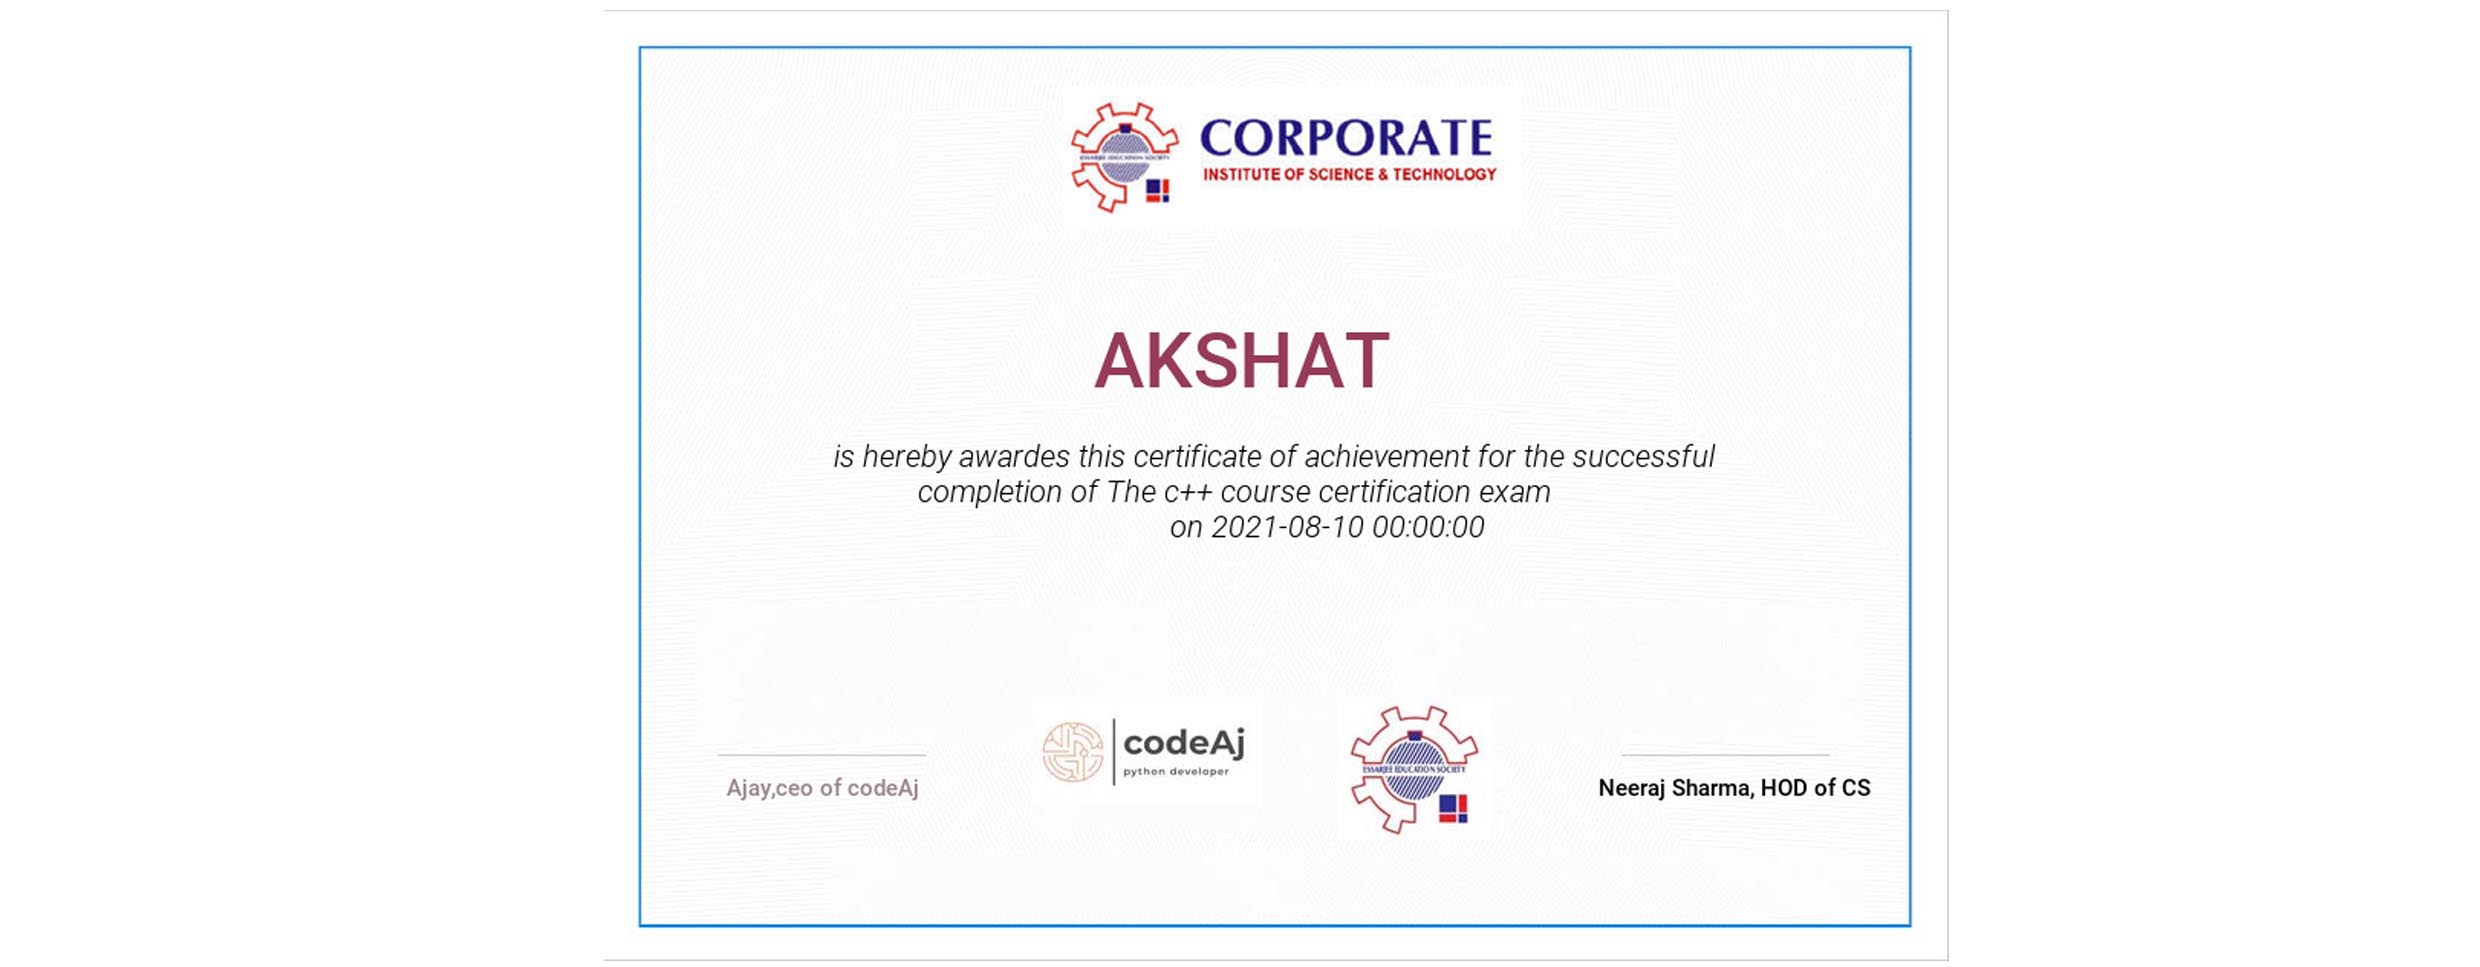 CORPORATE
INSTITUTE OF SCIENCE & TECHNOLOGY
ESSARJEE EDUCATION SOCIETY
AKSHAT
is hereby awardes this certificate of achievement for the successful
completion of The c++ course certification exam
on 2021-08-10 00:00:00
codeAj
python developer
ESSARJEE EDUCATION SOCIETY
Ajay,ceo of codeAj
Neeraj Sharma, HOD of CS